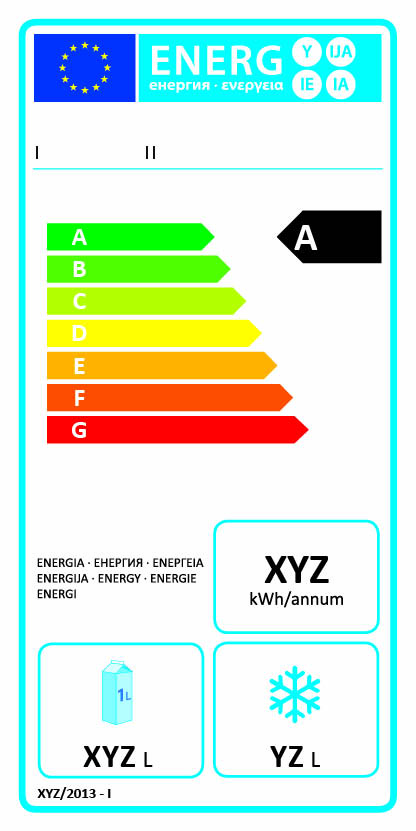 ENERG Y IJA
енергия · ενεργεια IE IA
I II
A A
B
C
D
E
F
G
ENERGIA · ЕНЕРГИЯ · ΕΝΕΡΓΕΙΑ
ENERGIJA · ENERGY · ENERGIE
ENERGI
XYZ
kWh/annum
1L
XYZ L
YZ L
XYZ/2013 - I